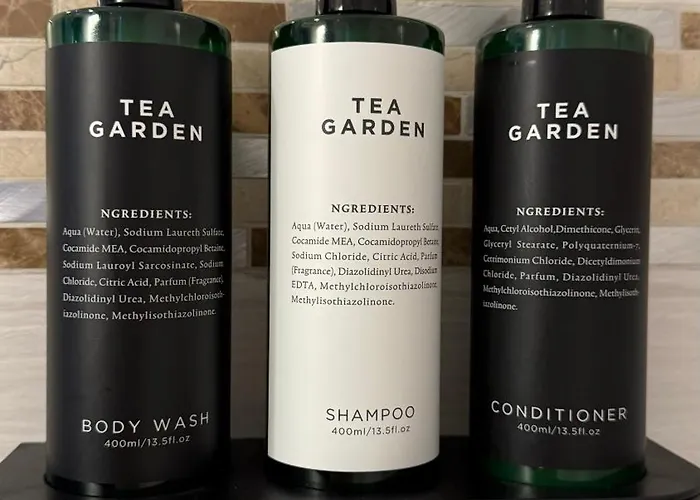 TEA
GARDEN
NGREDIENTS:
Aqua (Water), Sodium Laureth Sulfate,
Cocamide MEA, Cocamidopropyl Betaine,
Sodium Lauroyl Sarcosinate, Sodium
Chloride, Citric Acid, Parfum (Fragrance),
Diazolidinyl Urea, Methylchloroisoth-
iazolinone, Methylisothiazolinone.
BODY WASH
400ml/13.5fl.oz
TEA
GARDEN
NGREDIENTS:
Aqua (Water), Sodium Laureth Sulfate,
Cocamide MEA, Cocamidopropyl Betaine,
Sodium Chloride, Citric Acid, Parfum
(Fragrance), Diazolidinyl Urea, Disodium
EDTA, Methylchloroisothiazolinone,
Methylisothiazolinone.
SHAMPOO
400ml/13.5fl.oz
TEA
GARDEN
NGREDIENTS:
Aqua, Cetyl Alcohol,Dimethicone, Glycerin,
Glyceryl Stearate, Polyquaternium-7,
Cetrimonium Chloride, Dicetyldimonium
Chloride, Parfum, Diazolidinyl Urea,
Methylchloroisothiazolinone, Methylisoth-
iazolinone.
CONDITIONER
400ml/13.5fl.oz